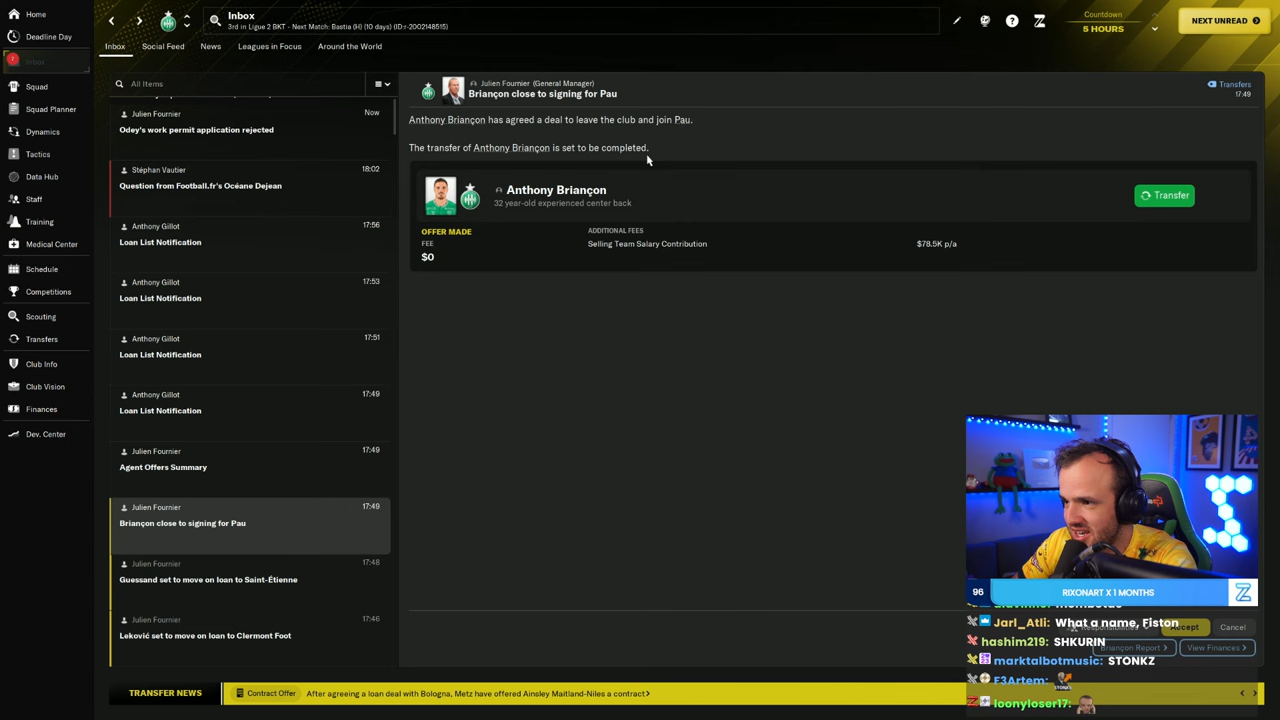 Home
Deadline Day
Inbox
Squad
Squad Planner
Dynamics
Tactics
Data Hub
Staff
Training
Medical Center
Schedule
Competitions
Scouting
Transfers
Club Info
Club Vision
Finances
Dev. Center
Inbox
3rd in Ligue 2 BKT - Next Match: Bastia (H) (10 days) (ID:r-2002148515)
Countdown
5 HOURS
NEXT UNREAD
Inbox Social Feed News Leagues in Focus Around the World
All Items
Julien Fournier Now
Odey's work permit application rejected
Stéphan Vautier 18:02
Question from Football.fr's Océane Dejean
Anthony Gillot 17:56
Loan List Notification
Anthony Gillot 17:53
Loan List Notification
Anthony Gillot 17:51
Loan List Notification
Anthony Gillot 17:49
Loan List Notification
Julien Fournier 17:49
Agent Offers Summary
Julien Fournier 17:49
Briançon close to signing for Pau
Julien Fournier 17:48
Guessand set to move on loan to Saint-Étienne
Julien Fournier 17:46
Leković set to move on loan to Clermont Foot
Julien Fournier (General Manager)
Briançon close to signing for Pau
Transfers
17:49
Anthony Briançon has agreed a deal to leave the club and join Pau.
The transfer of Anthony Briançon is set to be completed.
Anthony Briançon
32 year-old experienced center back
Transfer
OFFER MADE
FEE
$0
ADDITIONAL FEES
Selling Team Salary Contribution $78.5K p/a
96 RIXONART X 1 MONTHS
Jarl_Atli: What a name, Fiston
hashim219: SHKURIN
marktalbotmusic: STONKZ
F3Artem:
loonyloser17:
Accept Cancel
Briançon Report View Finances
TRANSFER NEWS Contract Offer After agreeing a loan deal with Bologna, Metz have offered Ainsley Maitland-Niles a contract